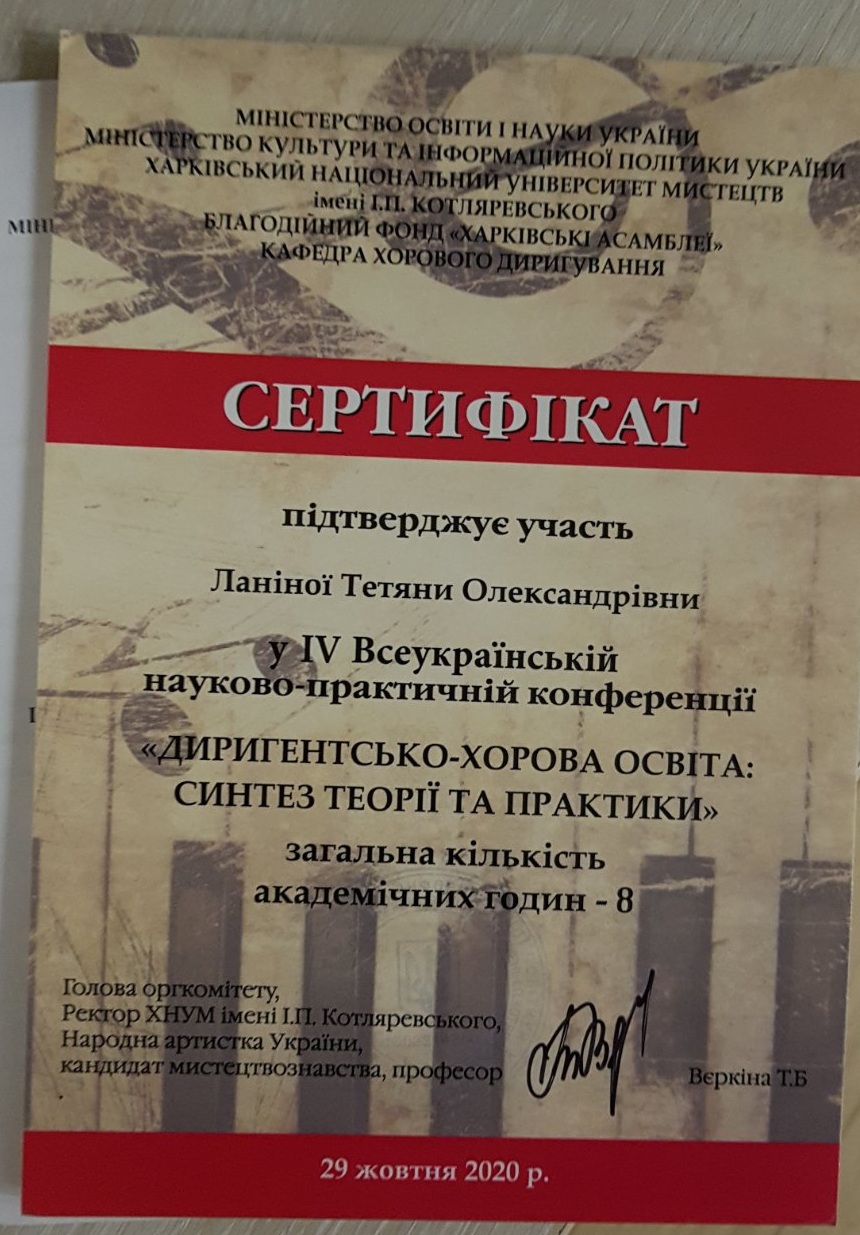 МІНІСТЕРСТВО ОСВІТИ І НАУКИ УКРАЇНИ
МІНІСТЕРСТВО КУЛЬТУРИ ТА ІНФОРМАЦІЙНОЇ ПОЛІТИКИ УКРАЇНИ
ХАРКІВСЬКИЙ НАЦІОНАЛЬНИЙ УНІВЕРСИТЕТ МИСТЕЦТВ
імені І.П. КОТЛЯРЕВСЬКОГО
БЛАГОДІЙНИЙ ФОНД «ХАРКІВСЬКІ АСАМБЛЕЇ»
КАФЕДРА ХОРОВОГО ДИРИГУВАННЯ
СЕРТИФІКАТ
підтверджує участь
Ланіної Тетяни Олександрівни
у IV Всеукраїнській
науково-практичній конференції
«ДИРИГЕНТСЬКО-ХОРОВА ОСВІТА:
СИНТЕЗ ТЕОРІЇ ТА ПРАКТИКИ»
загальна кількість
академічних годин - 8
Голова оргкомітету,
Ректор ХНУМ імені І.П. Котляревського,
Народна артистка України,
кандидат мистецтвознавства, професор
Вєркіна Т.Б
29 жовтня 2020 р.